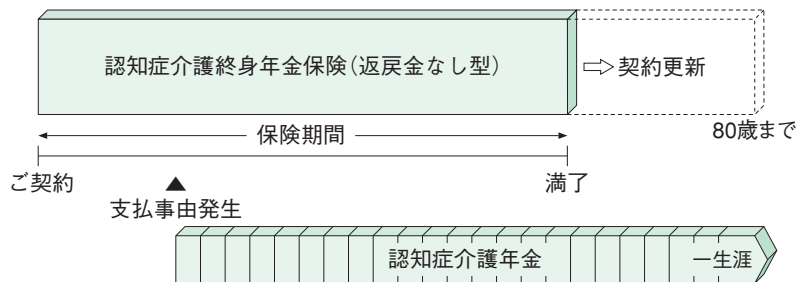 認知症介護終身年金保険(返戻金なし型)
契約更新
保険期間
80歳まで
ご契約
満了
支払事由発生
認知症介護年金
一生涯